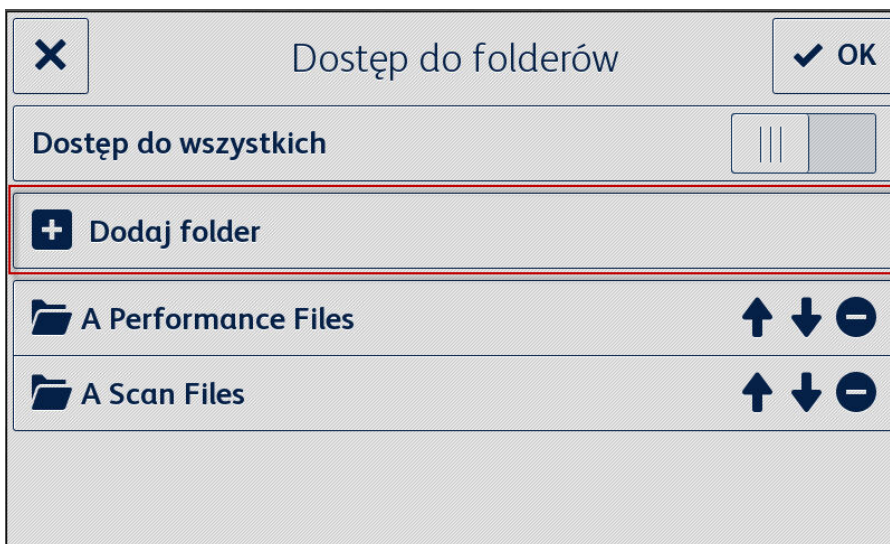 Dostęp do folderów
OK
Dostęp do wszystkich
Dodaj folder
A Performance Files
A Scan Files